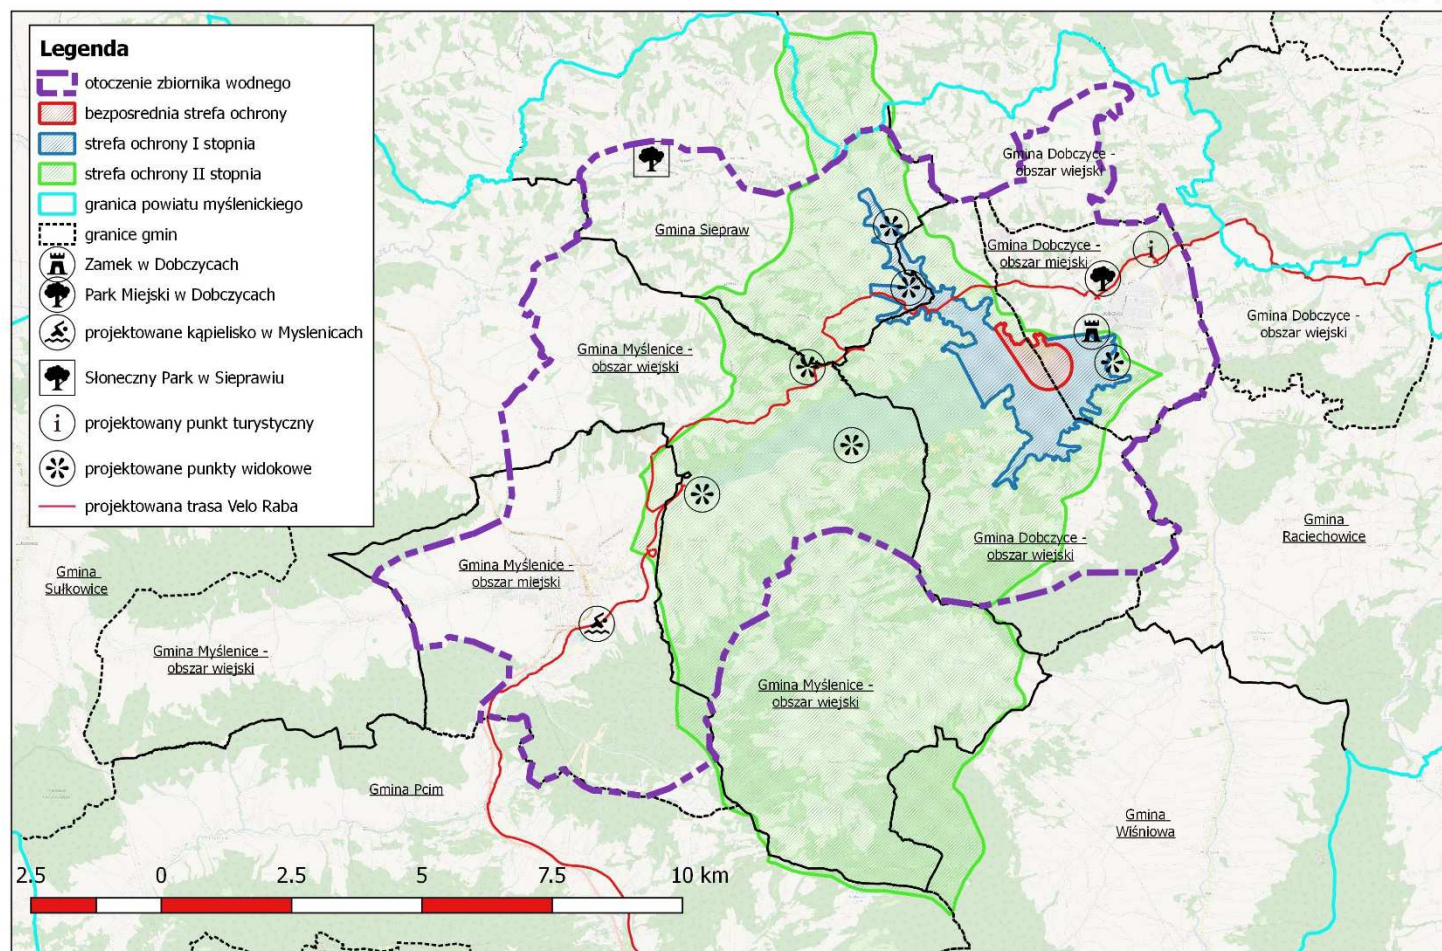 Legenda
otoczenie zbiornika wodnego
bezposrednia strefa ochrony
strefa ochrony I stopnia
strefa ochrony II stopnia
granica powiatu myślenickiego
granice gmin
Zamek w Dobczycach
Park Miejski w Dobczycach
projektowane kąpielisko w Myslenicach
Słoneczny Park w Sieprawiu
i
projektowany punkt turystyczny
projektowane punkty widokowe
projektowana trasa Velo Raba
Gmina Dobczyce -
obszar wiejski
Gmina Siepraw
Gmina Dobczyce -
obszar miejski
i
Gmina Dobczyce -
obszar wiejski
Gmina Myślenice -
obszar wiejski
Gmina
Raciechowice
Gmina Dobczyce -
obszar wiejski
Gmina Myślenice -
obszar miejski
Gmina
Sułkowice
Gmina Myślenice -
obszar wiejski
Gmina Myślenice -
obszar wiejski
Gmina Pcim
Gmina
Wiśniowa
2.5 0 2.5 5 7.5 10 km